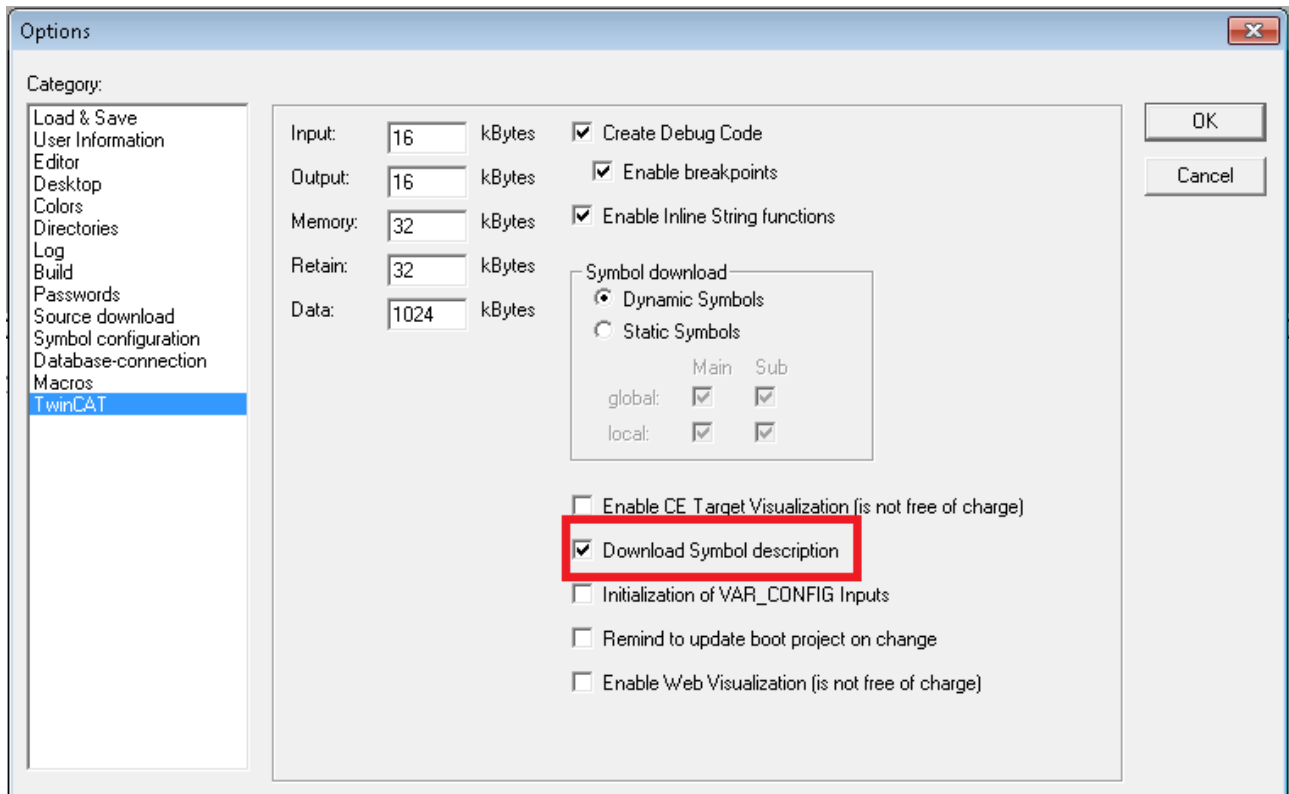 Options
Category:
Load & Save
User Information
Editor
Desktop
Colors
Directories
Log
Build
Passwords
Source download
Symbol configuration
Database-connection
Macros
TwinCAT
Input: 16 kBytes
Output: 16 kBytes
Memory: 32 kBytes
Retain: 32 kBytes
Data: 1024 kBytes
Create Debug Code
Enable breakpoints
Enable Inline String functions
Symbol download
Dynamic Symbols
Static Symbols
Main Sub
global:
local:
Enable CE Target Visualization (is not free of charge)
Download Symbol description
Initialization of VAR_CONFIG Inputs
Remind to update boot project on change
Enable Web Visualization (is not free of charge)
OK
Cancel